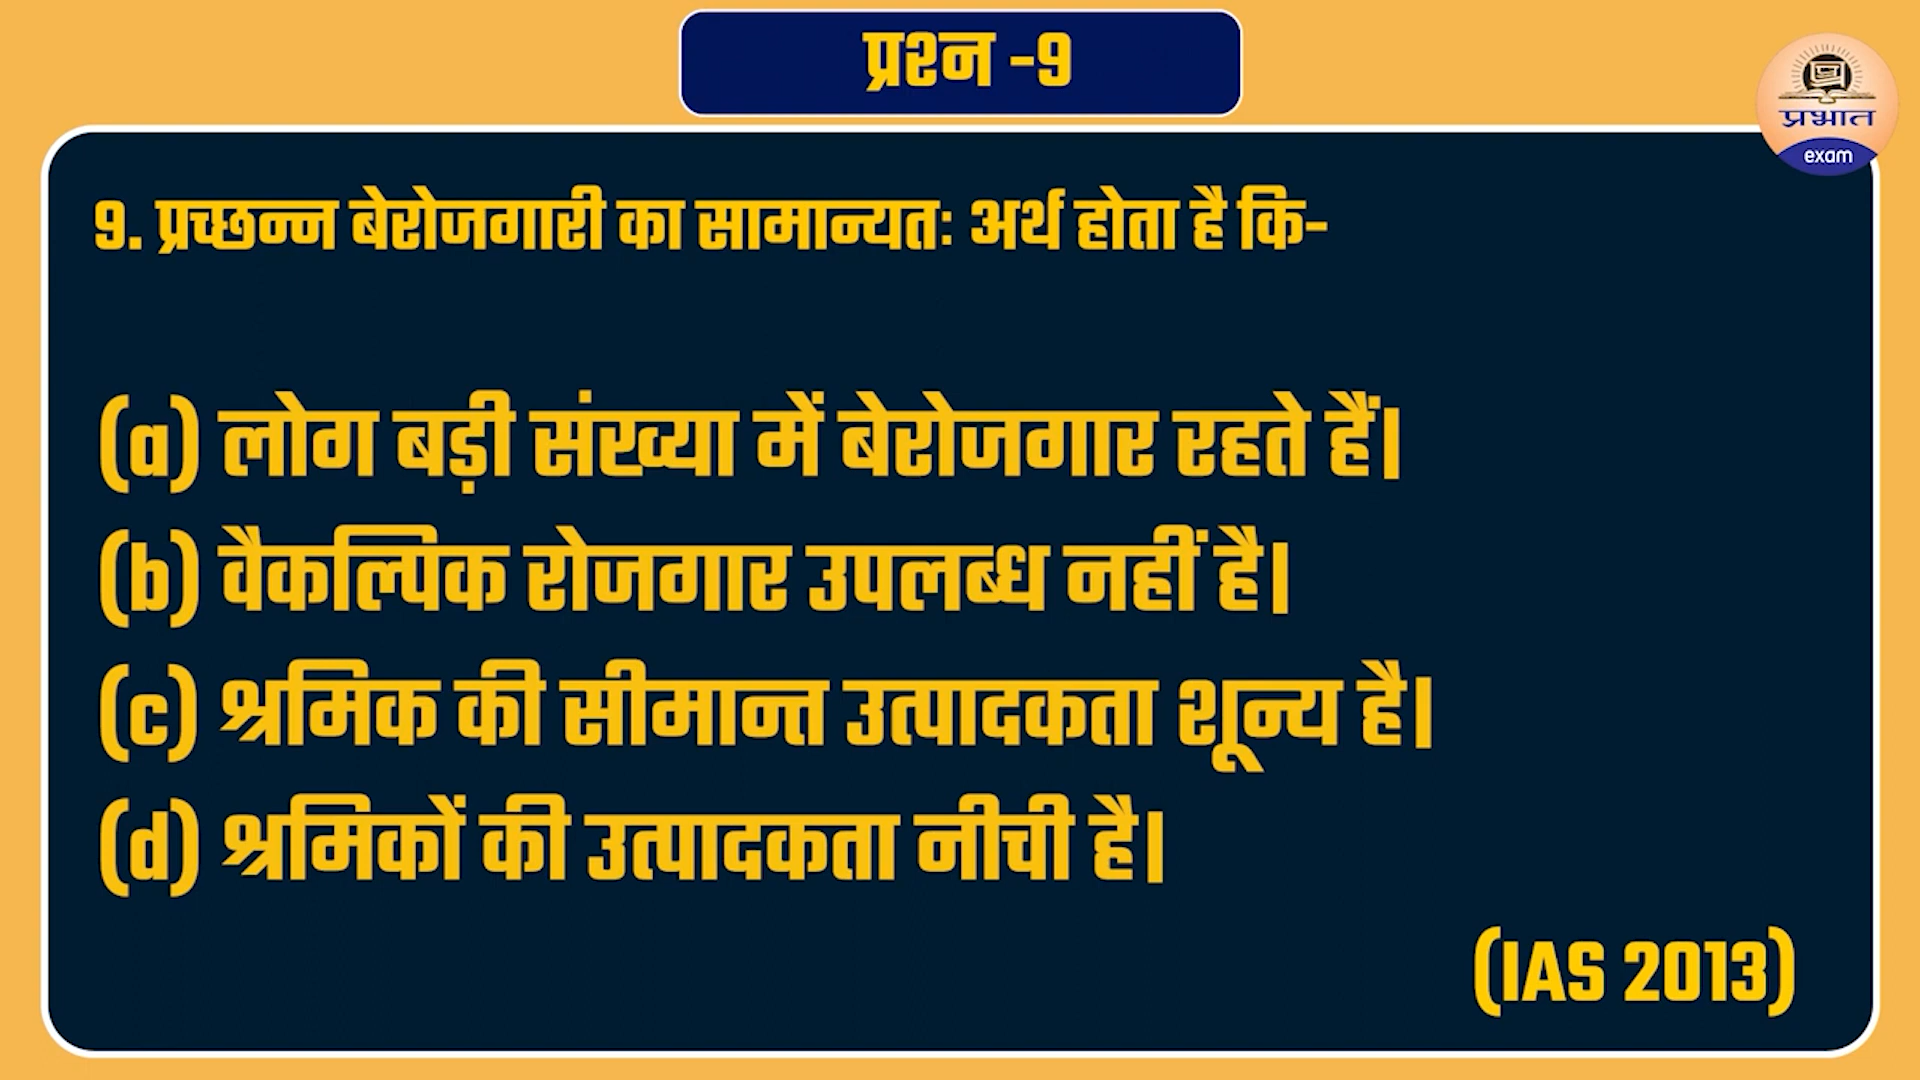 प्रश्न -9
प्रभात
exam
9. प्रच्छन्न बेरोजगारी का सामान्यतः अर्थ होता है कि-
(a) लोग बड़ी संख्या में बेरोजगार रहते हैं।
(b) वैकल्पिक रोजगार उपलब्ध नहीं है।
(c) श्रमिक की सीमान्त उत्पादकता शून्य है।
(d) श्रमिकों की उत्पादकता नीची है।
(IAS 2013)